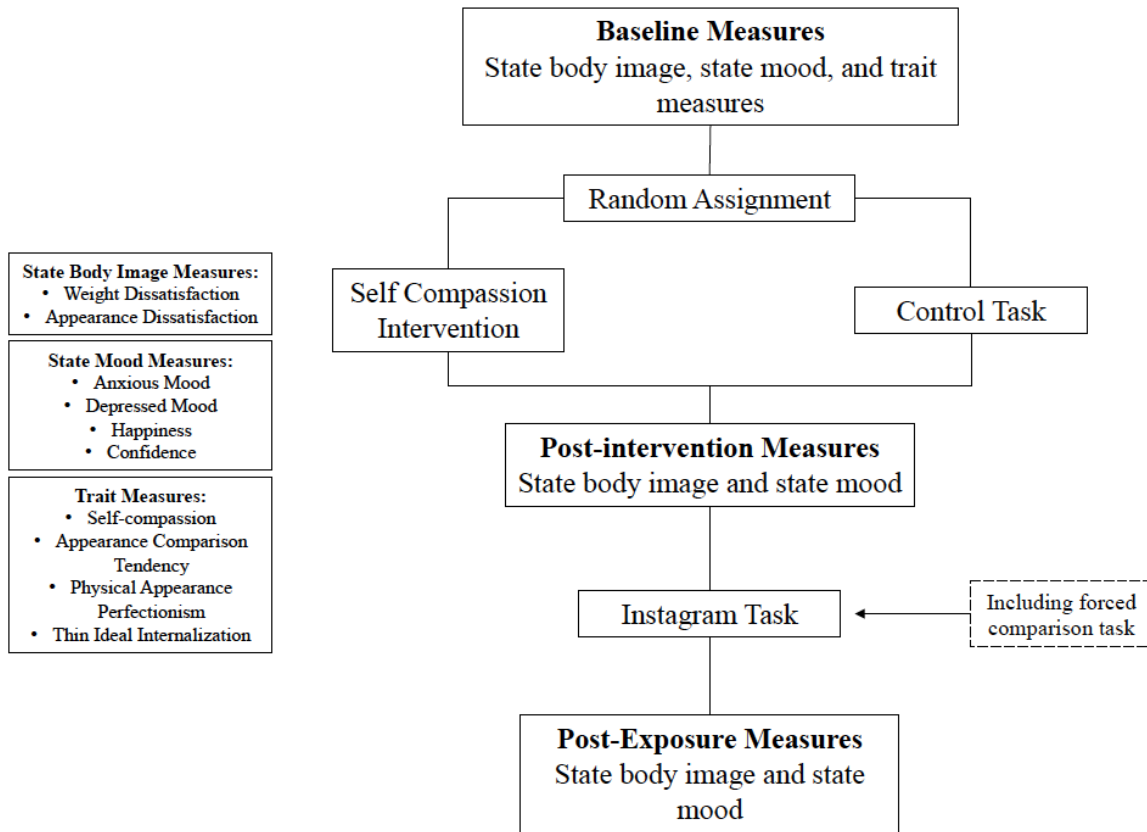 Baseline Measures
State body image, state mood, and trait
measures
Random Assignment
Self Compassion
Intervention
Control Task
State Body Image Measures:
• Weight Dissatisfaction
• Appearance Dissatisfaction
State Mood Measures:
• Anxious Mood
• Depressed Mood
• Happiness
• Confidence
Trait Measures:
• Self-compassion
• Appearance Comparison
Tendency
• Physical Appearance
Perfectionism
• Thin Ideal Internalization
Post-intervention Measures
State body image and state mood
Instagram Task
Including forced
comparison task
Post-Exposure Measures
State body image and state
mood